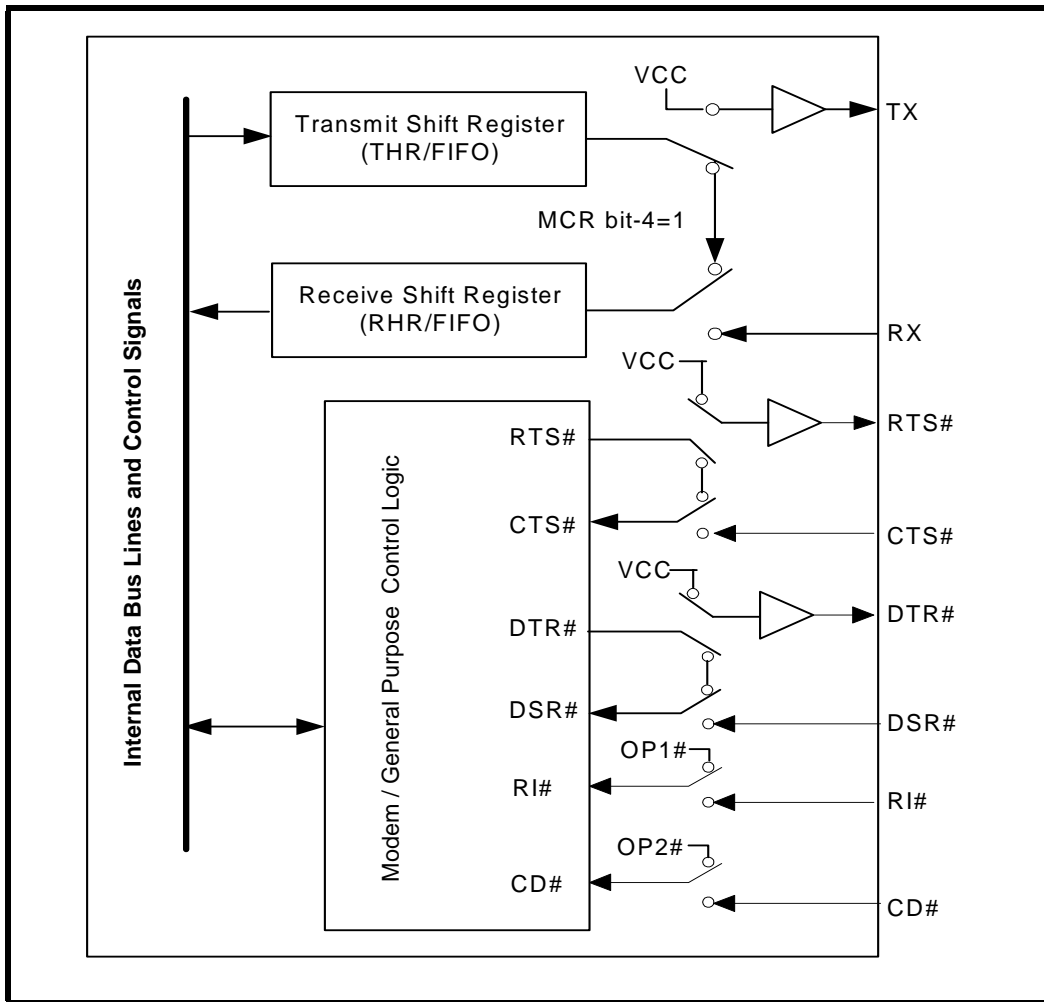 VCC
TX
Transmit Shift Register
(THR/FIFO)
MCR bit-4=1
Receive Shift Register
(RHR/FIFO)
RX
VCC
RTS#
Internal Data Bus Lines and Control Signals
Modem / General Purpose Control Logic
RTS#
CTS#
CTS#
VCC
DTR#
DTR#
DSR#
DSR#
OP1#
RI#
RI#
OP2#
CD#
CD#